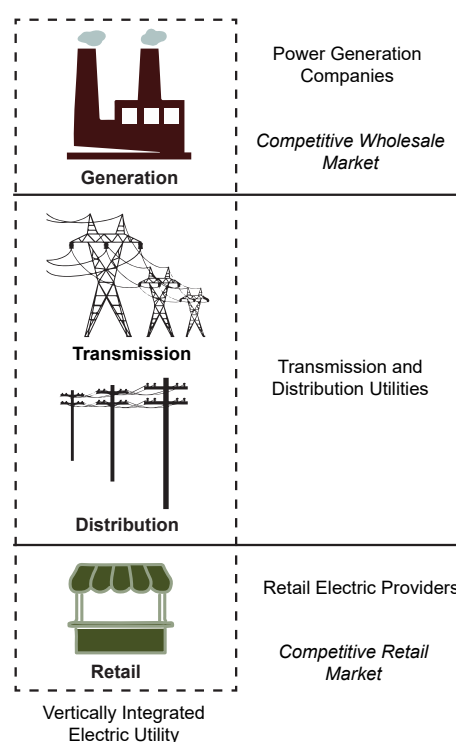 Power Generation
Companies
Competitive Wholesale
Market
Generation
Transmission
Transmission and
Distribution Utilities
Distribution
Retail Electric Providers
Competitive Retail
Market
Retail
Vertically Integrated
Electric Utility